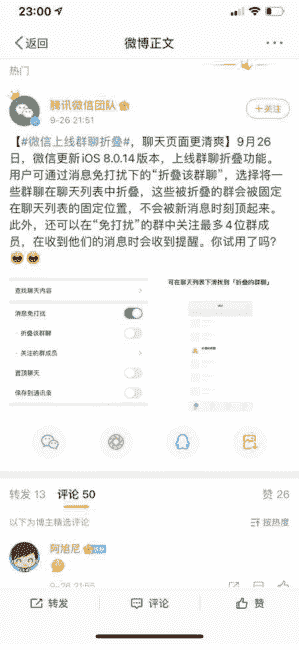 23:00
返回
微博正文
热门
腾讯微信团队
9-26 21:51
+关注
【#微信上线群聊折叠#，聊天页面更清爽】9月26
日，微信更新iOS 8.0.14版本，上线群聊折叠功能。
用户可通过消息免打扰下的“折叠该群聊”，选择将一
些群聊在聊天列表中折叠，这些被折叠的群会被固定
在聊天列表的固定位置，不会被新消息时刻顶起来。
此外，还可以在“免打扰”的群中关注最多4位群成
员，在收到他们的消息时会收到提醒。你试用了吗？
查找聊天内容
消息免打扰
· 折叠该群聊
· 关注的群成员
置顶聊天
保存到通讯录
可在聊天列表下滑找到「折叠的群聊」
转发 13 评论 50 赞 26
以下为博主精选评论
按热度
9-26 21:55
转发
评论
赞